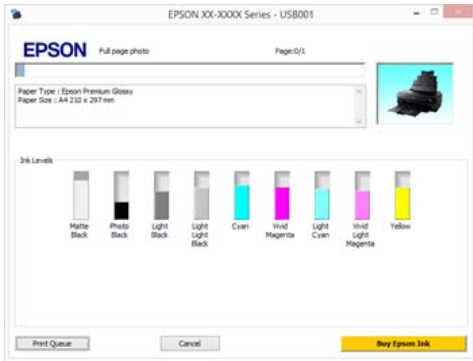 EPSON XX-XXXX Series - USB001
EPSON
Full page photo
Page:0/1
Paper Type : Epson Premium Glossy
Paper Size : A4 210 x 297 mm
Ink Levels
Matte
Black
Photo
Black
Light
Black
Light
Light
Black
Cyan
Vivid
Magenta
Light
Cyan
Vivid
Light
Magenta
Yellow
Print Queue
Cancel
Buy Epson Ink